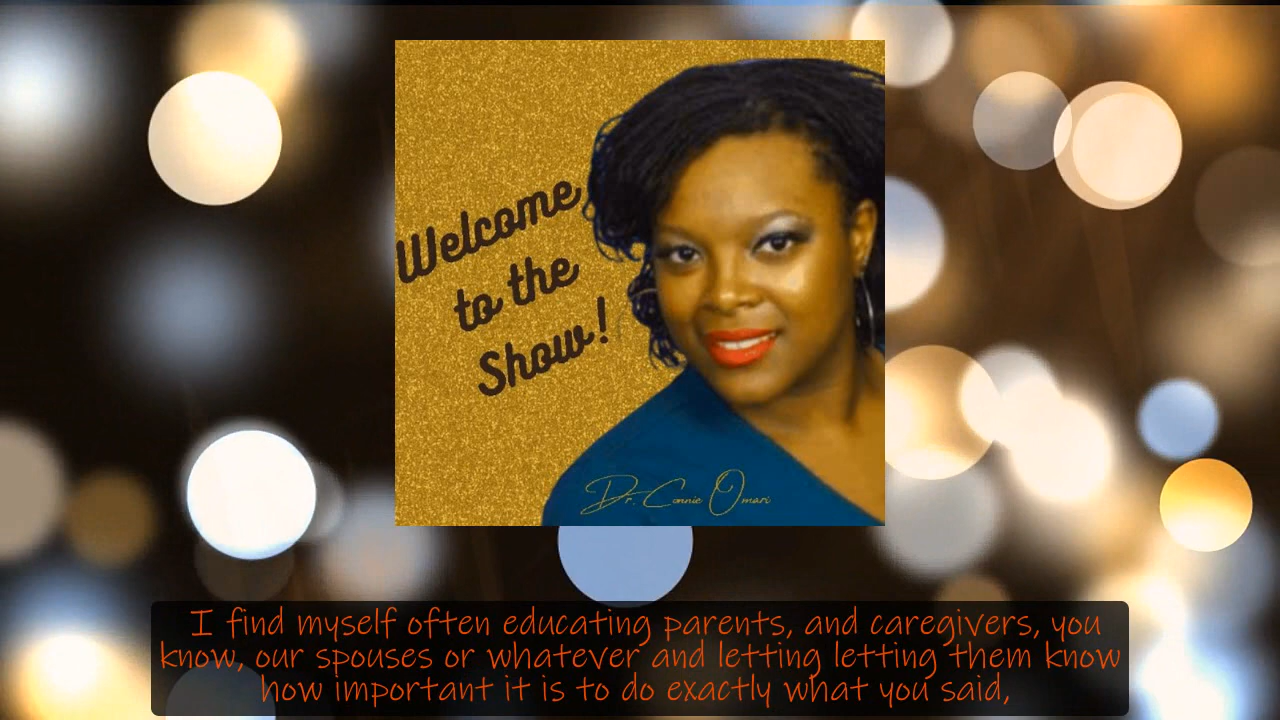 Welcome
to the
Show!
Dr. Connie Omari
I find myself often educating parents, and caregivers, you
know, our spouses or whatever and letting letting them know
how important it is to do exactly what you said,